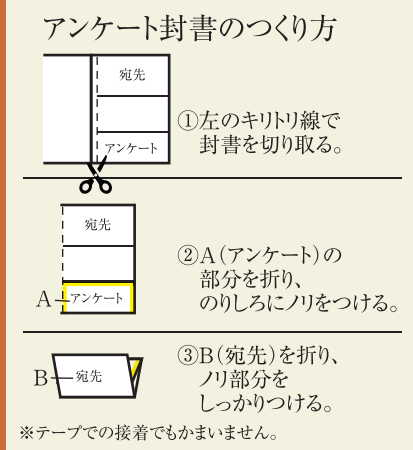 アンケート封書のつくり方
宛先
アンケート
①左のキリトリ線で
封書を切り取る。
宛先
A
アンケート
②A(アンケート)の
部分を折り、
のりしろにノリをつける。
B
宛先
③B(宛先)を折り、
ノリ部分を
しっかりつける。
※テープでの接着でもかまいません。